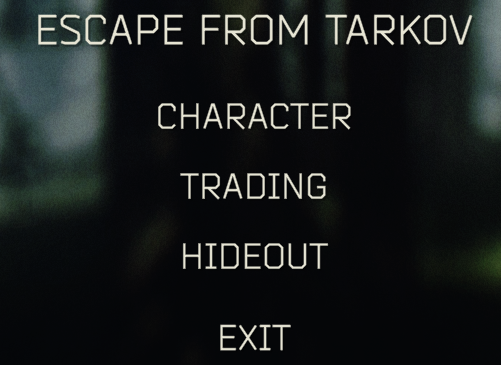 ESCAPE FROM TARKOV
CHARACTER
TRADING
HIDEOUT
EXIT